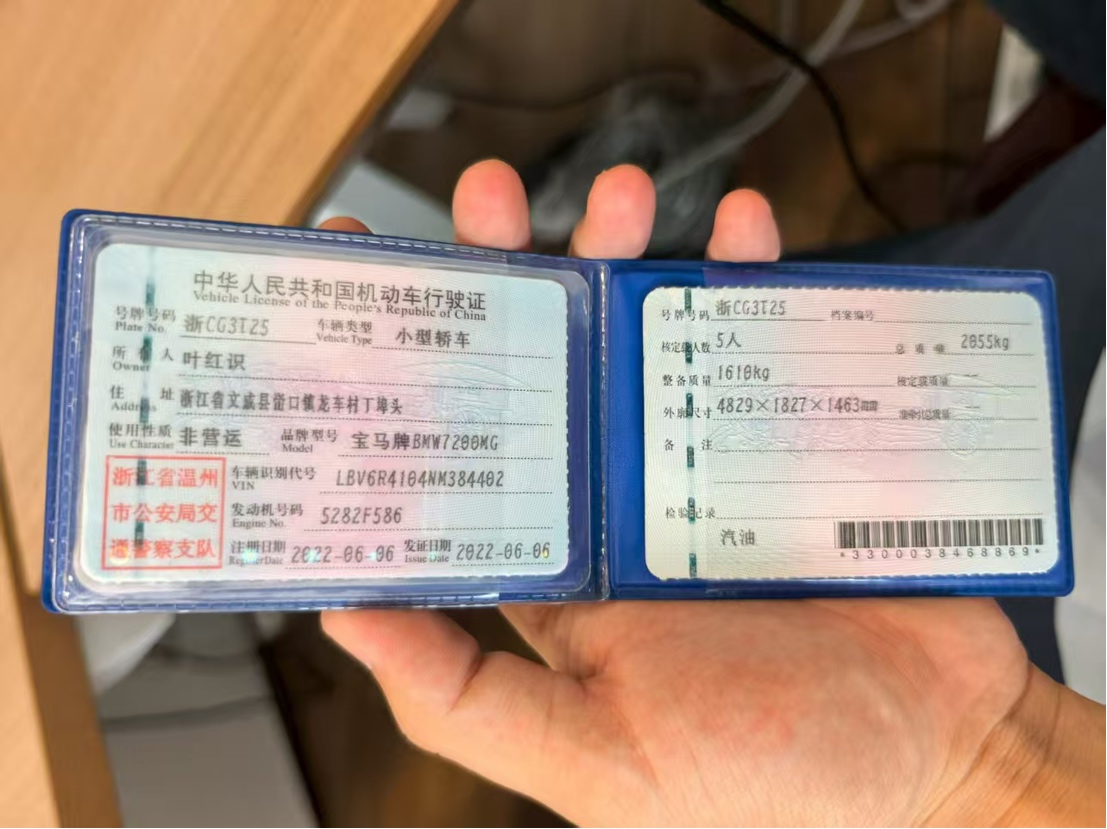 中华人民共和国机动车行驶证
Vehicle License of the People's Republic of China
号牌号码 浙CG3T25 车辆类型 小型轿车
Plate No. Vehicle Type
所有人 叶红识
Owner
住址 浙江省文成县峃口镇龙车村丁埠头
Address
使用性质 非营运 品牌型号 宝马牌BMW7200MG
Use Character Model
浙江省温州
市公安局交
通警察支队
车辆识别代号 LBV6R4104NM384402
VIN
发动机号码 5282F586
Engine No.
注册日期 2022-06-06 发证日期 2022-06-06
Register Date Issue Date
号牌号码 浙CG3T25 档案编号
核定载人数 5人 总质量 2055kg
整备质量 1610kg 核定载质量 --
外廓尺寸 4829×1827×1463mm 准牵引总质量 --
备注
检验记录
汽油
*3300038468869*